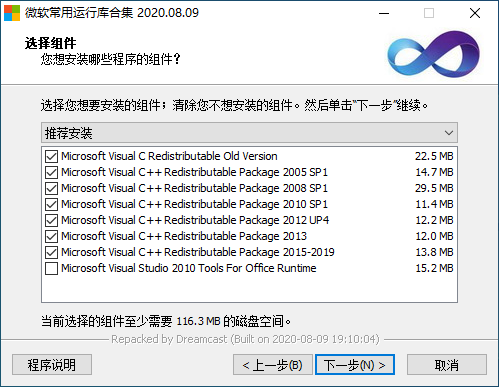 微软常用运行库合集 2020.08.09
选择组件
您想安装哪些程序的组件？
选择您想要安装的组件；清除您不想安装的组件。然后单击“下一步”继续。
推荐安装
Microsoft Visual C Redistributable Old Version 22.5 MB
Microsoft Visual C++ Redistributable Package 2005 SP1 14.7 MB
Microsoft Visual C++ Redistributable Package 2008 SP1 29.5 MB
Microsoft Visual C++ Redistributable Package 2010 SP1 11.4 MB
Microsoft Visual C++ Redistributable Package 2012 UP4 12.2 MB
Microsoft Visual C++ Redistributable Package 2013 12.0 MB
Microsoft Visual C++ Redistributable Package 2015-2019 13.8 MB
Microsoft Visual Studio 2010 Tools For Office Runtime 15.2 MB
当前选择的组件至少需要 116.3 MB 的磁盘空间。
Repacked by Dreamcast (Built on 2020-08-09 19:10:04)
程序说明 < 上一步(B) 下一步(N) > 取消